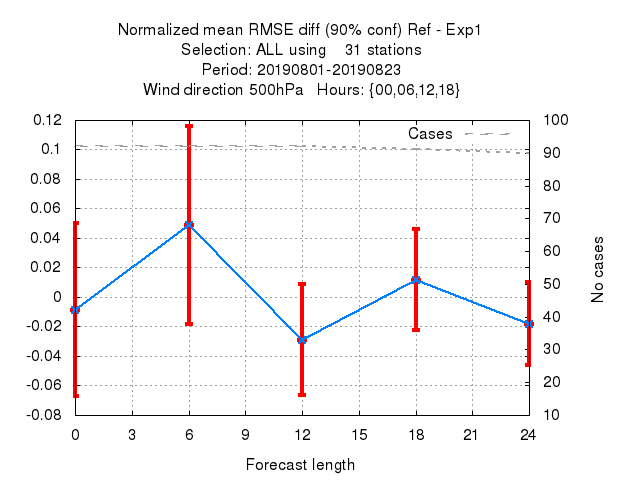 Normalized mean RMSE diff (90% conf) Ref - Exp1
Selection: ALL using    31 stations
Period: 20190801-20190823
Wind direction 500hPa   Hours: {00,06,12,18}
Cases
0.12
0.1
0.08
0.06
0.04
0.02
0
-0.02
-0.04
-0.06
-0.08
100
90
80
70
60
50
40
30
20
10
No cases
0 3 6 9 12 15 18 21 24
Forecast length